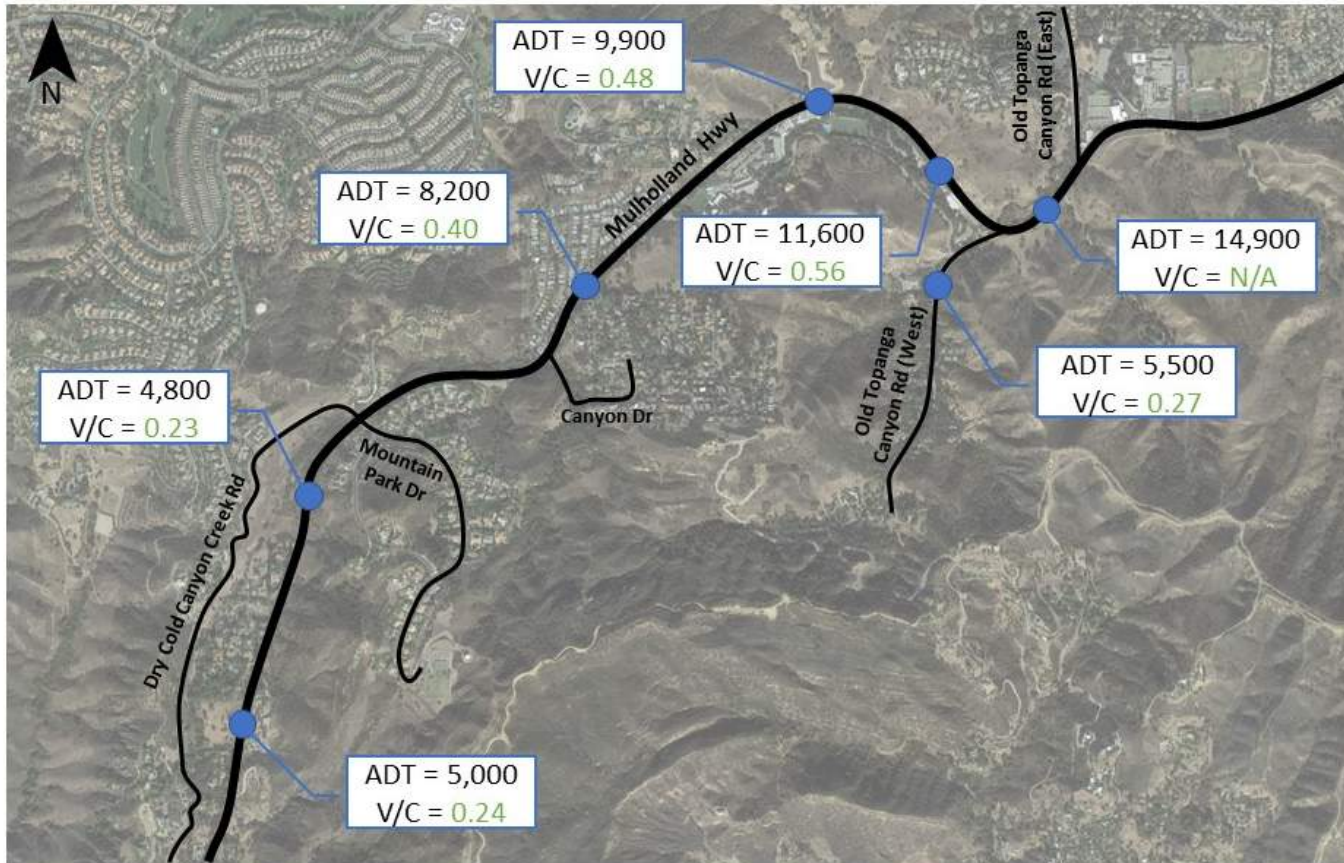 N
ADT = 9,900
V/C = 0.48
Old Topanga
Canyon Rd (East)
Mulholland Hwy
ADT = 8,200
V/C = 0.40
ADT = 11,600
V/C = 0.56
ADT = 14,900
V/C = N/A
ADT = 4,800
V/C = 0.23
Canyon Dr
Old Topanga
Canyon Rd (West)
ADT = 5,500
V/C = 0.27
Mountain
Park Dr
Dry Cold Canyon Creek Rd
ADT = 5,000
V/C = 0.24